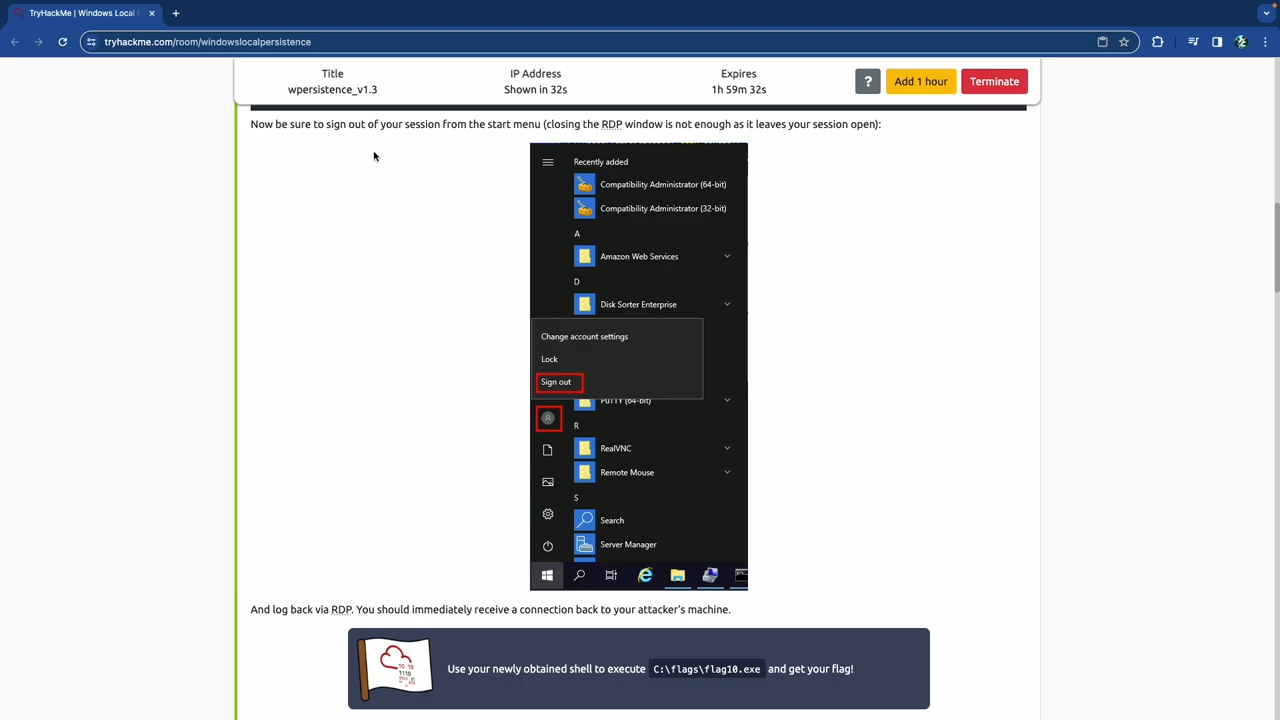 TryHackMe | Windows Local
tryhackme.com/room/windowslocalpersistence
Title
IP Address
Expires
wpersistence_v1.3
Shown in 32s
1h 59m 32s
?
Add 1 hour
Terminate
Now be sure to sign out of your session from the start menu (closing the RDP window is not enough as it leaves your session open):
Recently added
Compatibility Administrator (64-bit)
Compatibility Administrator (32-bit)
A
Amazon Web Services
D
Disk Sorter Enterprise
Change account settings
Lock
Sign out
PuTTY (64-bit)
R
RealVNC
Remote Mouse
S
Search
Server Manager
And log back via RDP. You should immediately receive a connection back to your attacker's machine.
Use your newly obtained shell to execute C:\flags\flag10.exe and get your flag!